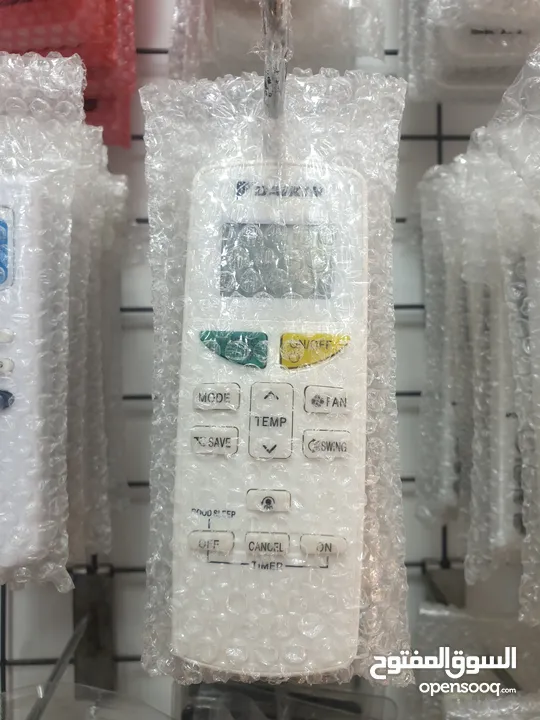 DAIKIN
ON/OFF
MODE
TEMP
FAN
SAVE
SWING
GOOD SLEEP
OFF
CANCEL
ON
TIMER
السوق المفتوح
opensooq.com